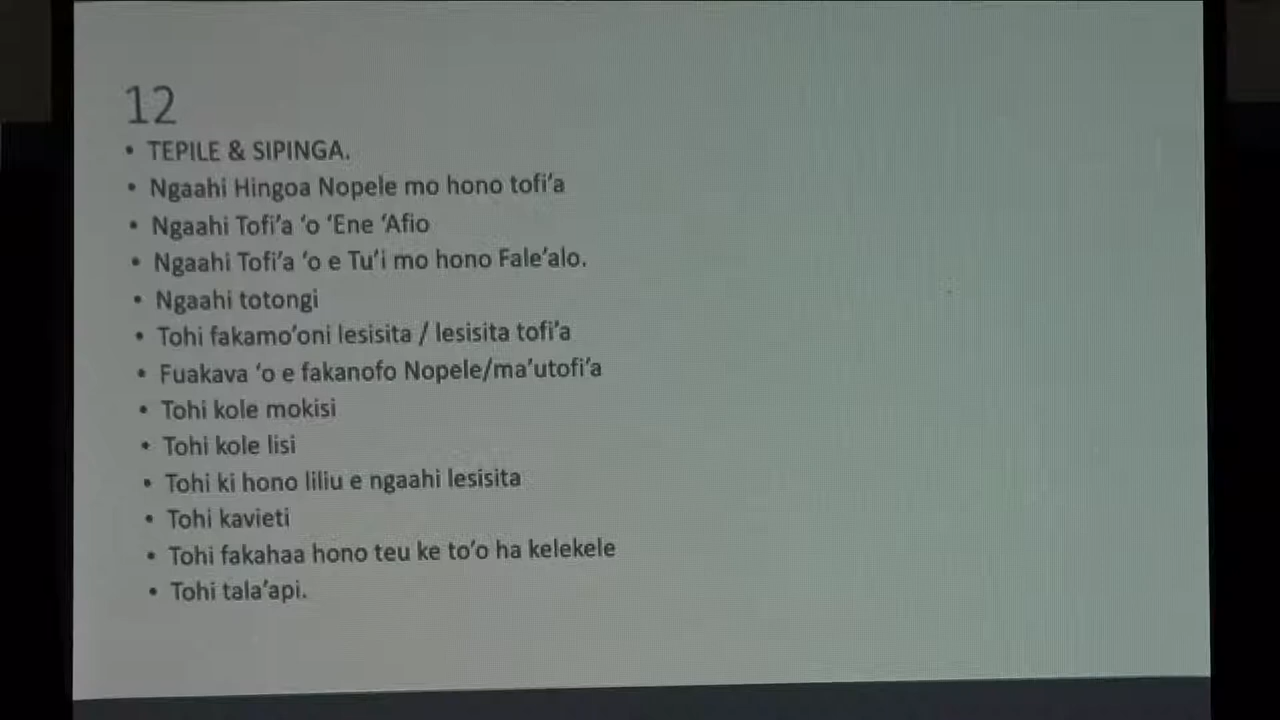 12
• TEPILE & SIPINGA.
• Ngaahi Hingoa Nopele mo hono tofi’a
• Ngaahi Tofi’a ‘o ‘Ene ‘Afio
• Ngaahi Tofi’a ‘o e Tu’i mo hono Fale’alo.
• Ngaahi totongi
• Tohi fakamo’oni lesisita / lesisita tofi’a
• Fuakava ‘o e fakanofo Nopele/ma’utofi’a
• Tohi kole mokisi
• Tohi kole lisi
• Tohi ki hono liliu e ngaahi lesisita
• Tohi kavieti
• Tohi fakahaa hono teu ke to’o ha kelekele
• Tohi tala’api.